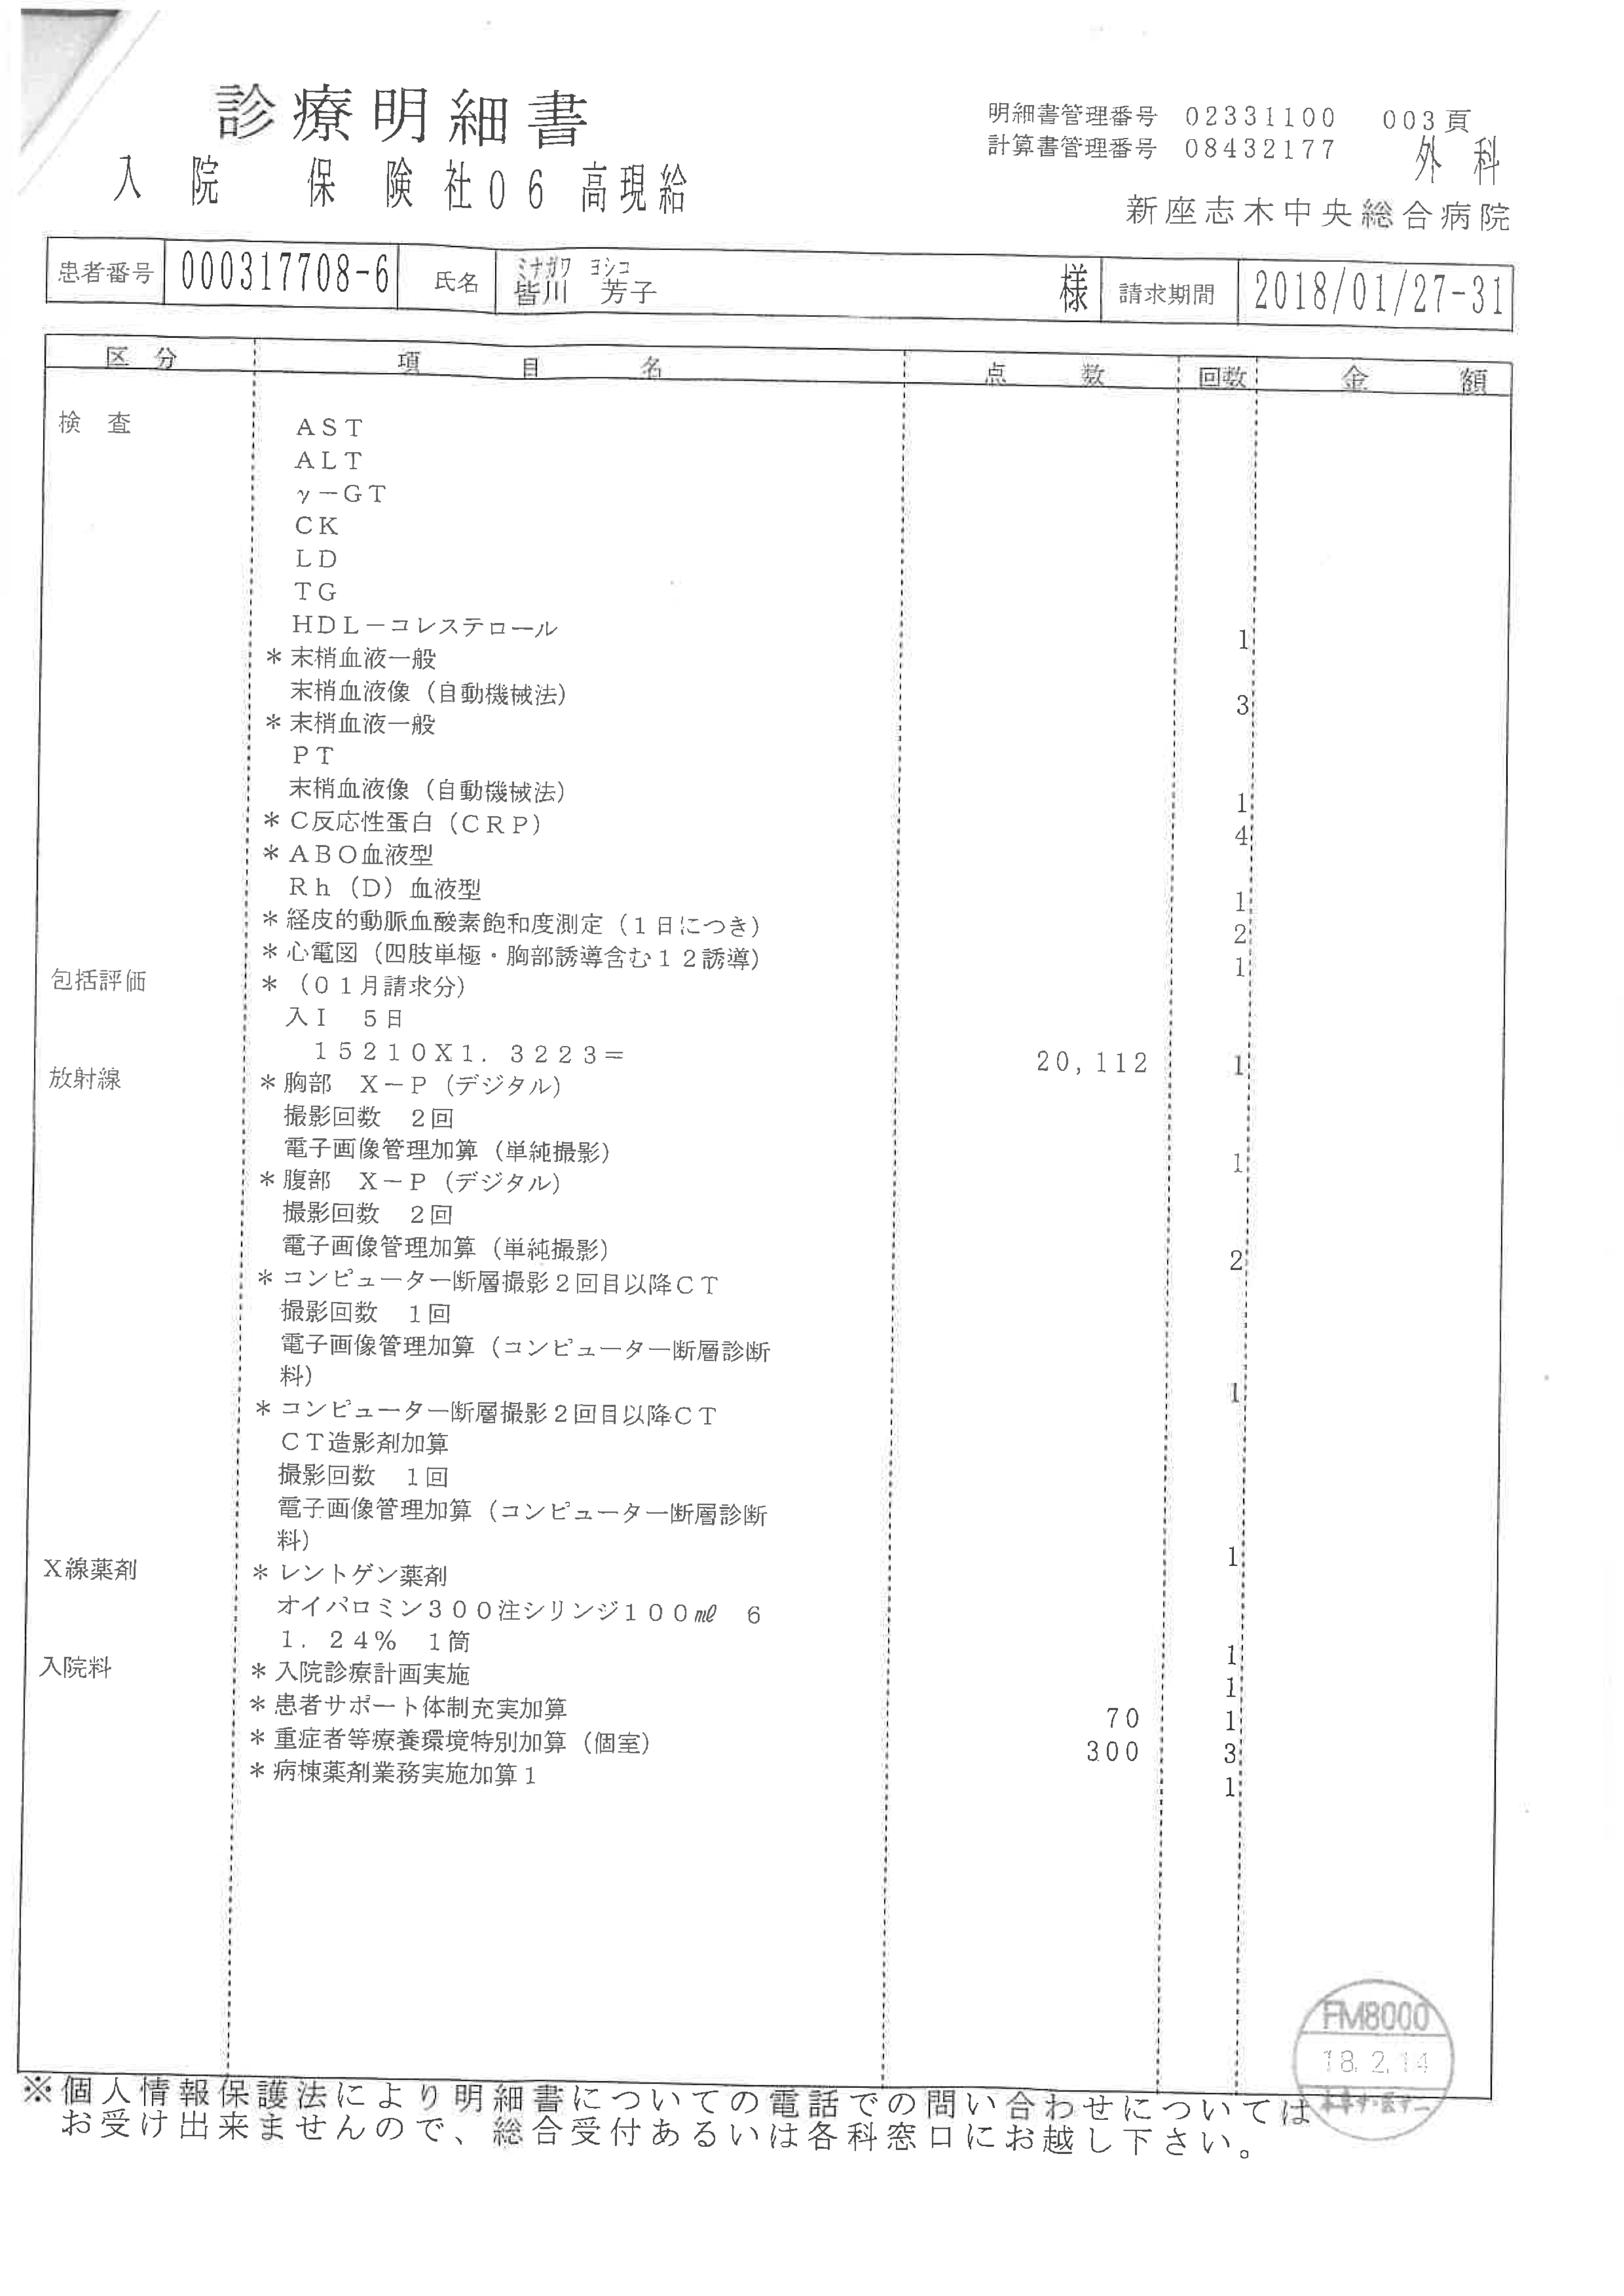 診療明細書
明細書管理番号 02331100 003頁
計算書管理番号 08432177 外科
入院 保険社06 高現給
新座志木中央総合病院
患者番号 000317708-6 氏名 ミナガワ ヨシコ 皆川 芳子 様 請求期間 2018/01/27-31
区分 項目名 点数 回数 金額
検査 AST
ALT
γ-GT
CK
LD
TG
HDL-コレステロール 1
*末梢血液一般
末梢血液像(自動機械法) 3
*末梢血液一般
PT
末梢血液像(自動機械法) 1
*C反応性蛋白(CRP) 4
*ABO血液型
Rh(D)血液型 1
*経皮的動脈血酸素飽和度測定(1日につき) 2
*心電図(四肢単極・胸部誘導含む12誘導) 1
包括評価 *(01月請求分)
入I 5日
15210X1.3223= 20,112 1
放射線 *胸部 X-P(デジタル)
撮影回数 2回
電子画像管理加算(単純撮影) 1
*腹部 X-P(デジタル)
撮影回数 2回
電子画像管理加算(単純撮影) 2
*コンピューター断層撮影2回目以降CT
撮影回数 1回
電子画像管理加算(コンピューター断層診断
料) 1
*コンピューター断層撮影2回目以降CT
CT造影剤加算
撮影回数 1回
電子画像管理加算(コンピューター断層診断
料) 1
X線薬剤 *レントゲン薬剤
オイパロミン300注シリンジ100㎖ 6
1.24% 1筒 1
入院料 *入院診療計画実施 1
*患者サポート体制充実加算 70 1
*重症者等療養環境特別加算(個室) 300 3
*病棟薬剤業務実施加算1 1
FM8000
18.2.14
※個人情報保護法により明細書についての電話での問い合わせについては
お受け出来ませんので、総合受付あるいは各科窓口にお越し下さい。